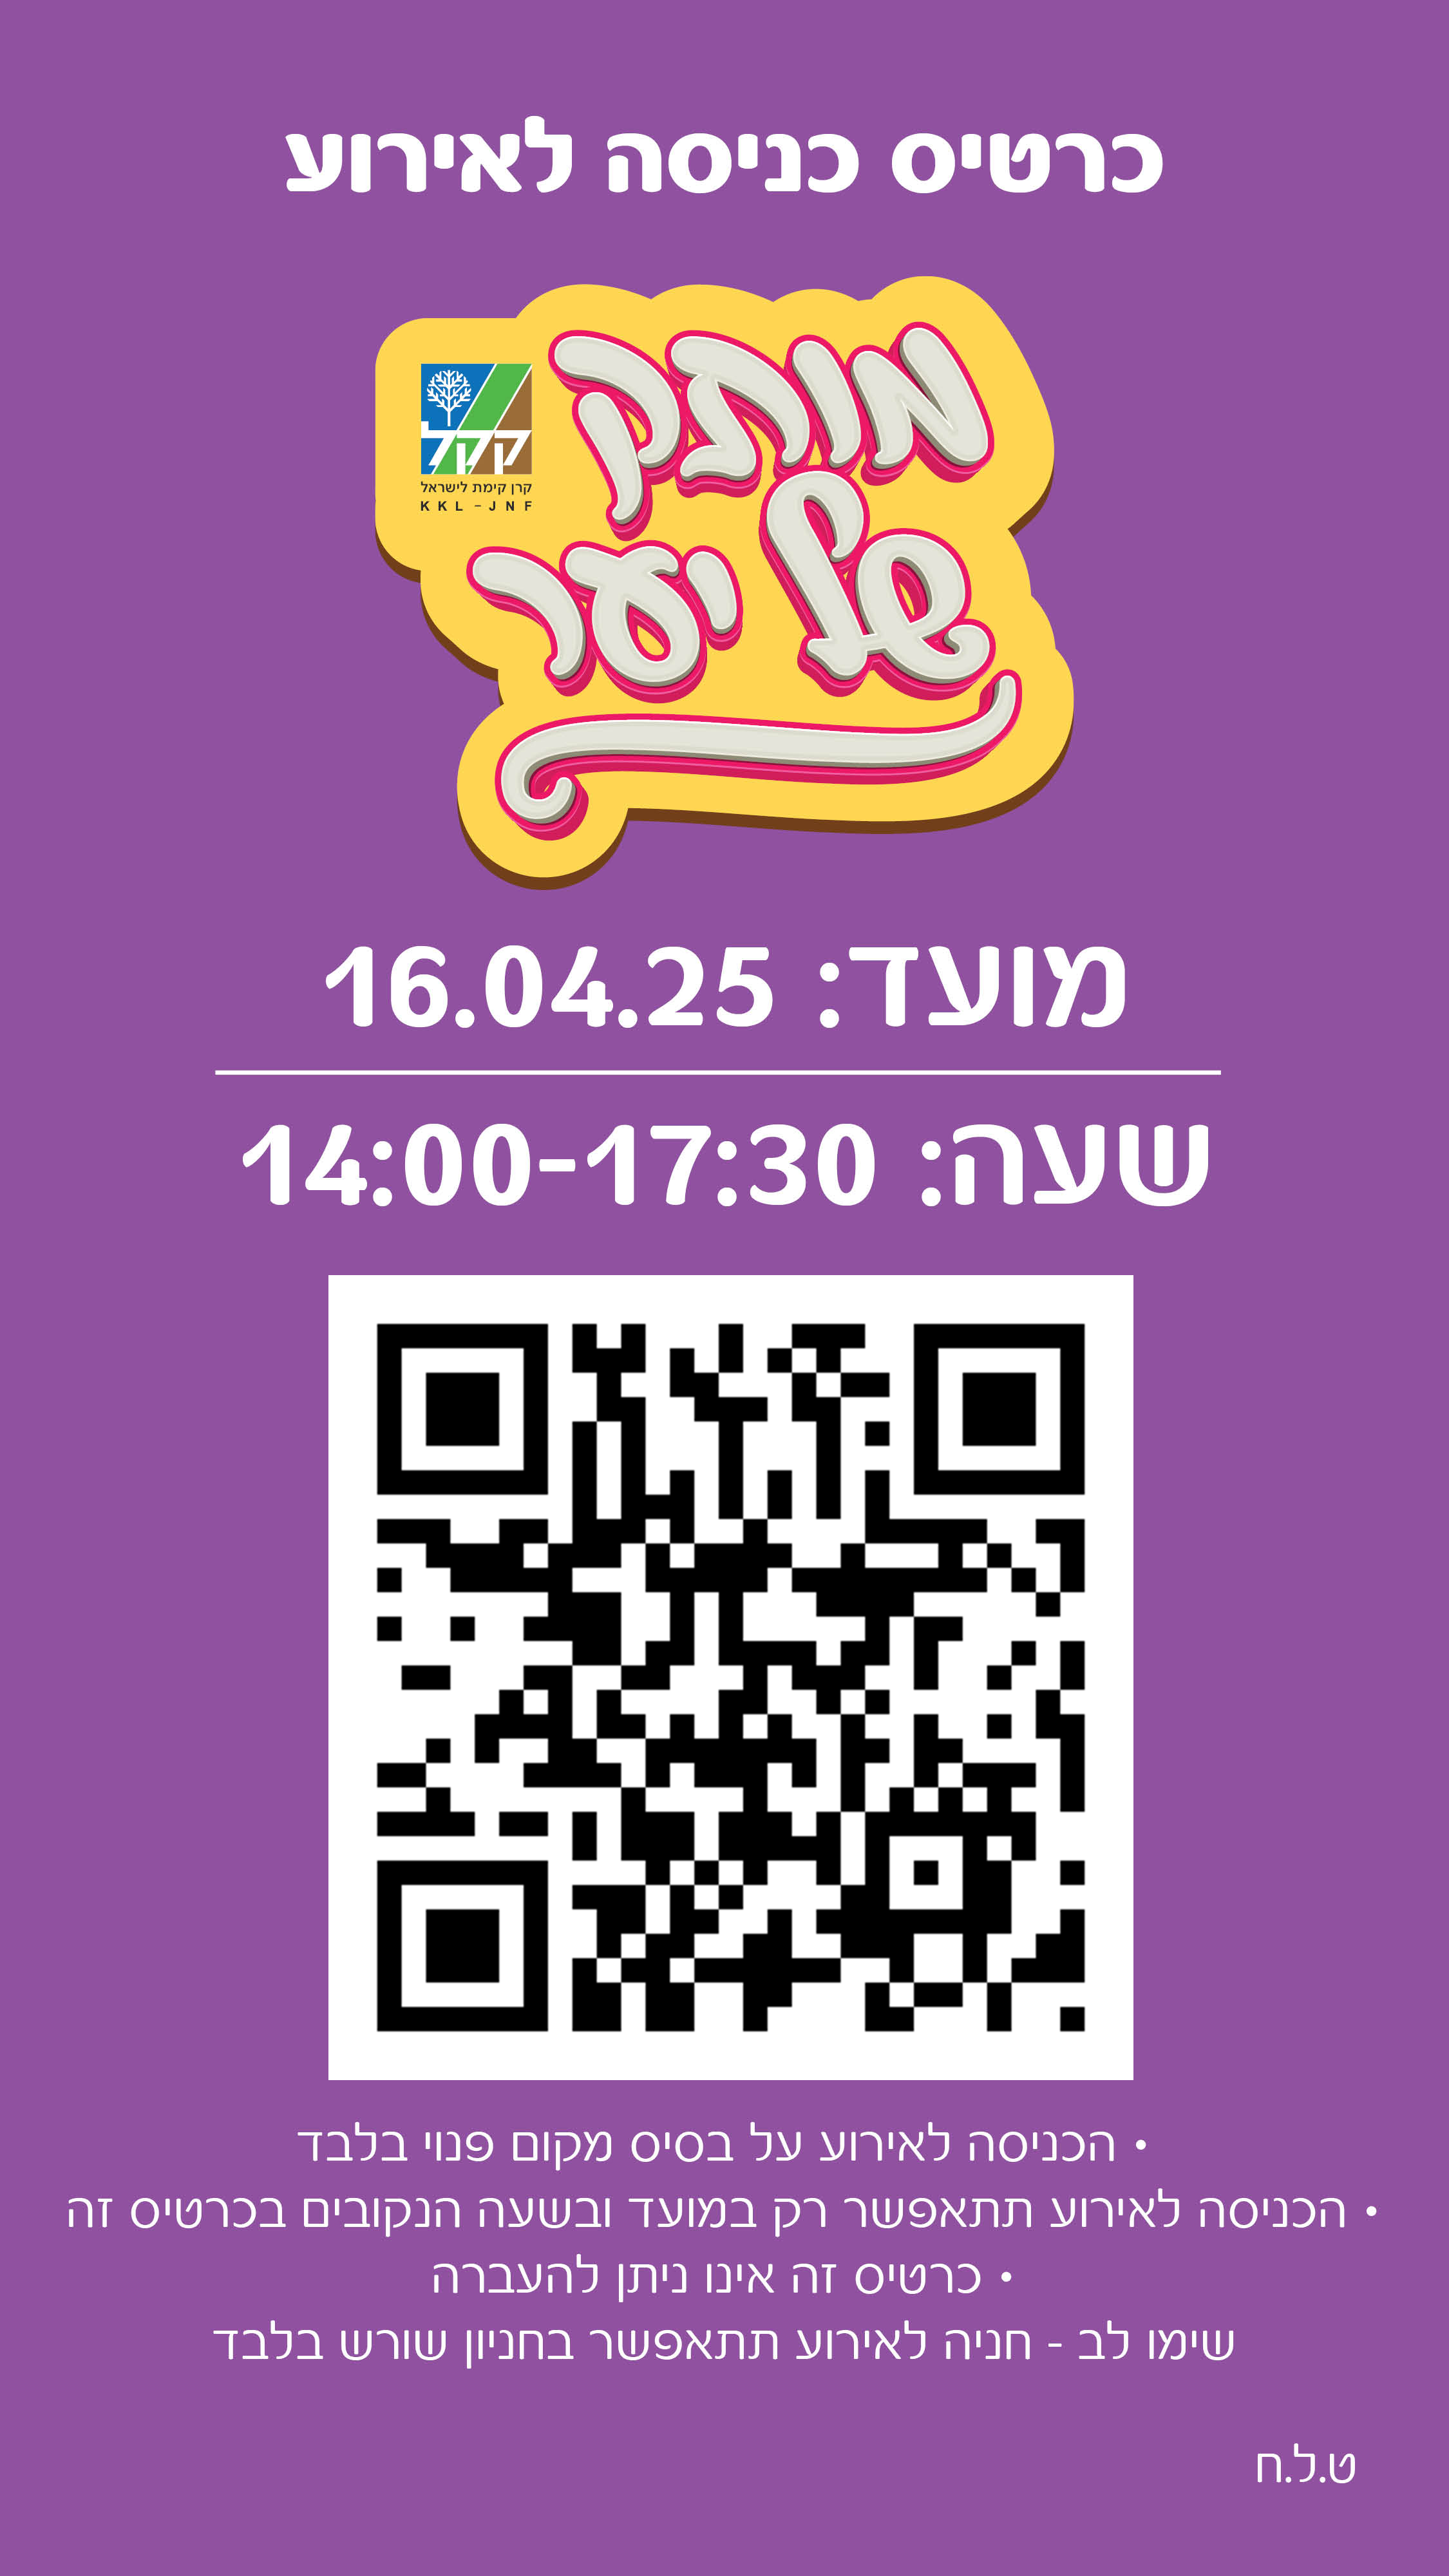 כרטיס כניסה לאירוע
מותק
של יער
קקל
קרן קימת לישראל
KKL-JNF
מועד: 16.04.25
שעה: 14:00-17:30
• הכניסה לאירוע על בסיס מקום פנוי בלבד
• הכניסה לאירוע תתאפשר רק במועד ובשעה הנקובים בכרטיס זה
• כרטיס זה אינו ניתן להעברה
שימו לב - חניה לאירוע תתאפשר בחניון שורש בלבד
ט.ל.ח